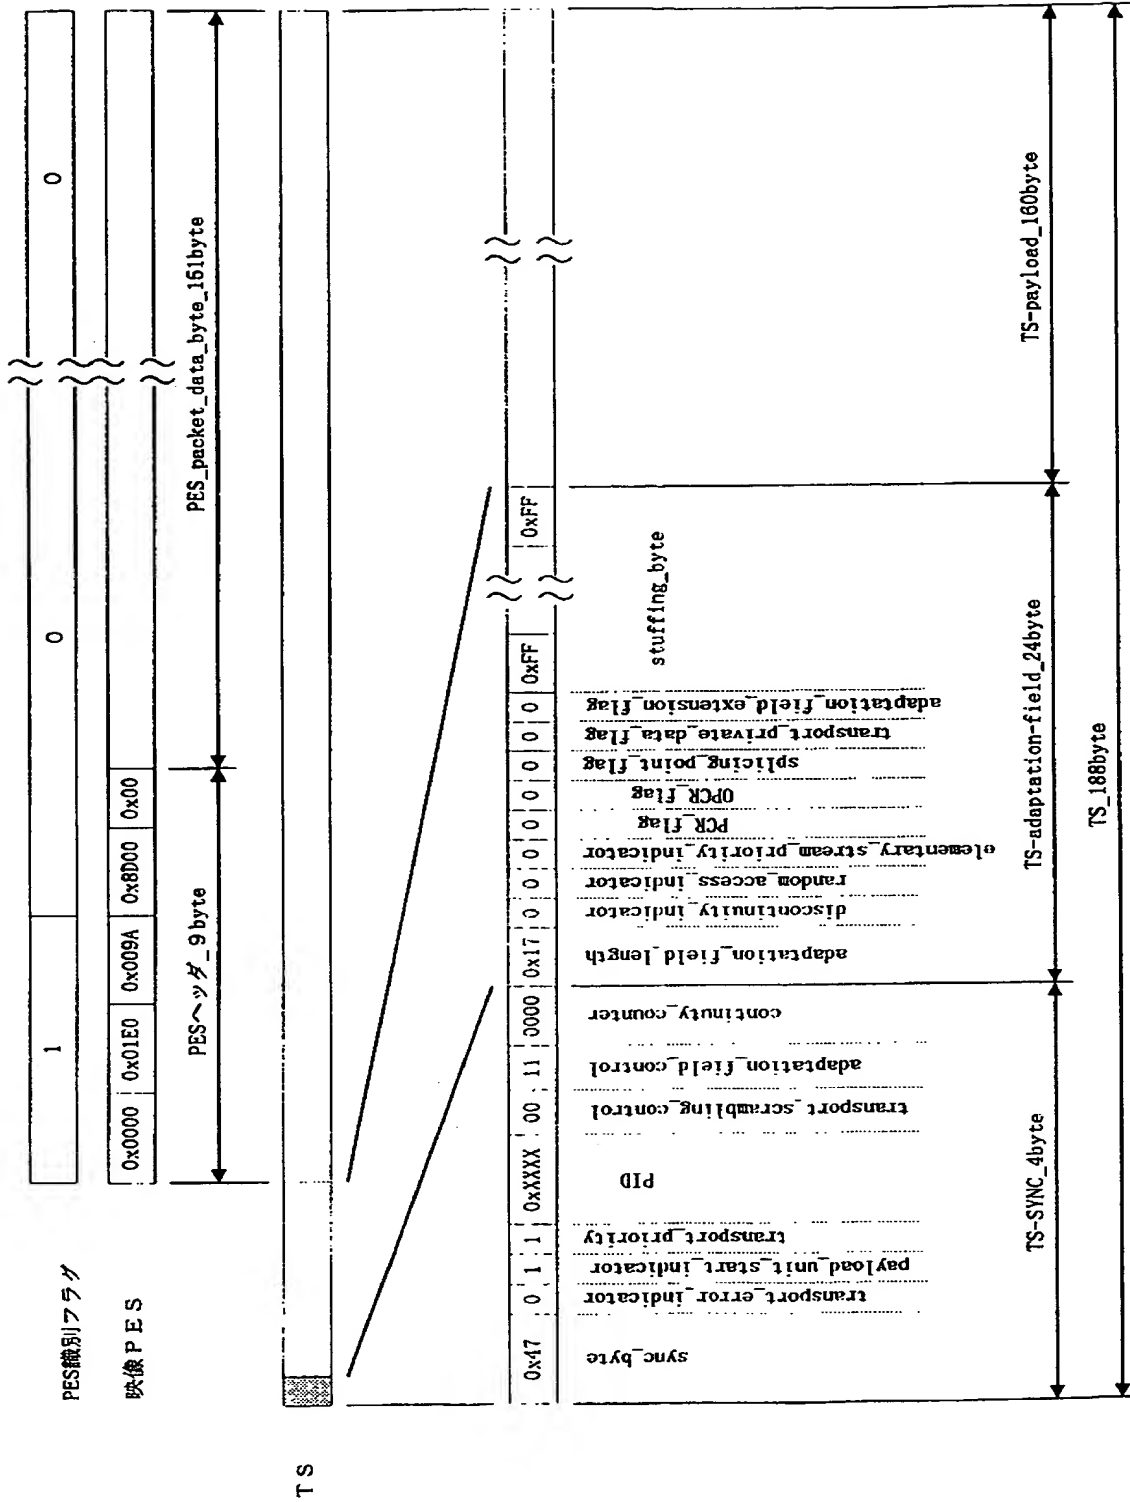 PES識別フラグ
1
0
0
映像PES
0x0000
0x01E0
0x009A
0x8D00
0x00
PESヘッダ_9byte
PES_packet_data_byte_151byte
TS
0x47
0
1
1
0xXXXX
00
11
0000
0x17
0
0
0
0
0
0
0
0
0xFF
0xFF
sync_byte
transport_error_indicator
payload_unit_start_indicator
transport_priority
PID
transport_scrambling_control
adaptation_field_control
continuty_counter
adaptation_field_length
discontinuity_indicator
random_access_indicator
elementary_stream_priority_indicator
PCR_flag
OPCR_flag
splicing_point_flag
transport_private_data_flag
adaptation_field_extension_flag
stuffing_byte
TS-SYNC_4byte
TS-adaptation-field_24byte
TS-payload_160byte
TS_188byte